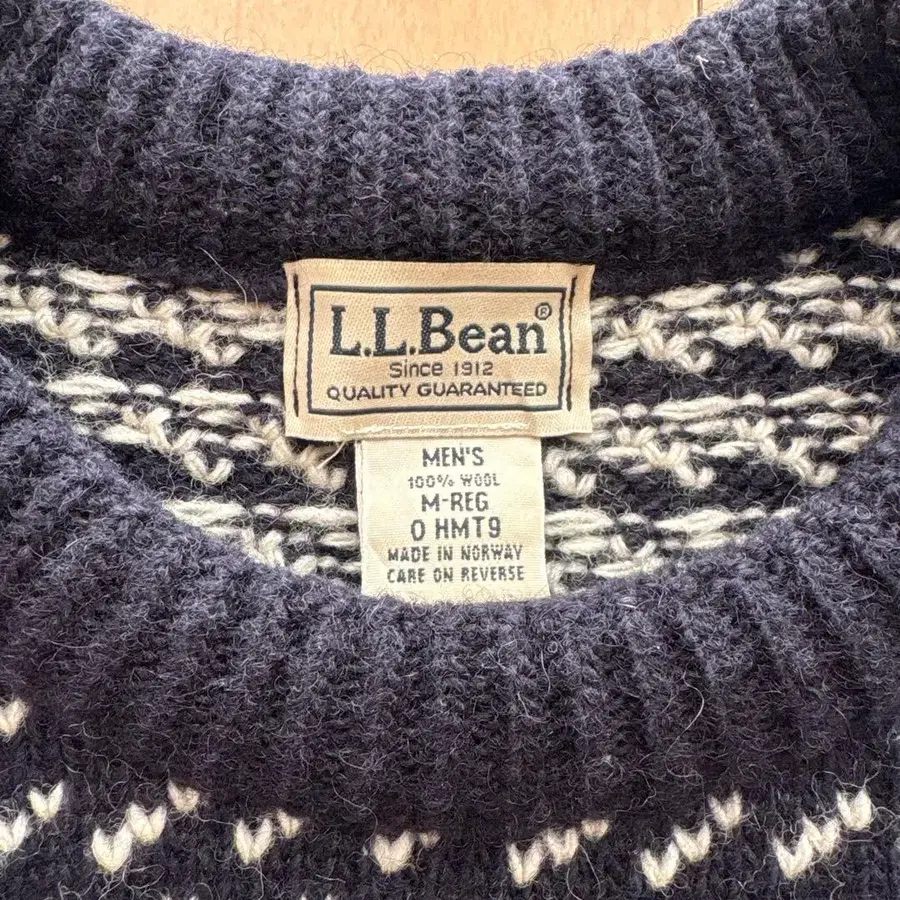 L.L.Bean®
Since 1912
QUALITY GUARANTEED
MEN'S
100% WOOL
M-REG
0 HMT9
MADE IN NORWAY
CARE ON REVERSE